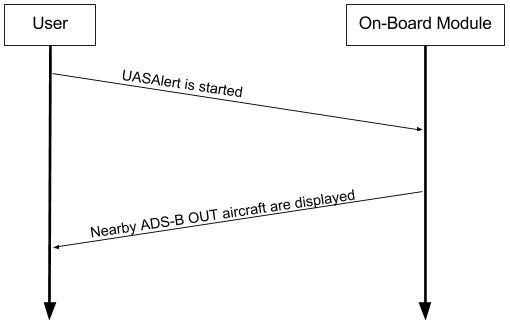 User
On-Board Module
UASAlert is started
Nearby ADS-B OUT aircraft are displayed